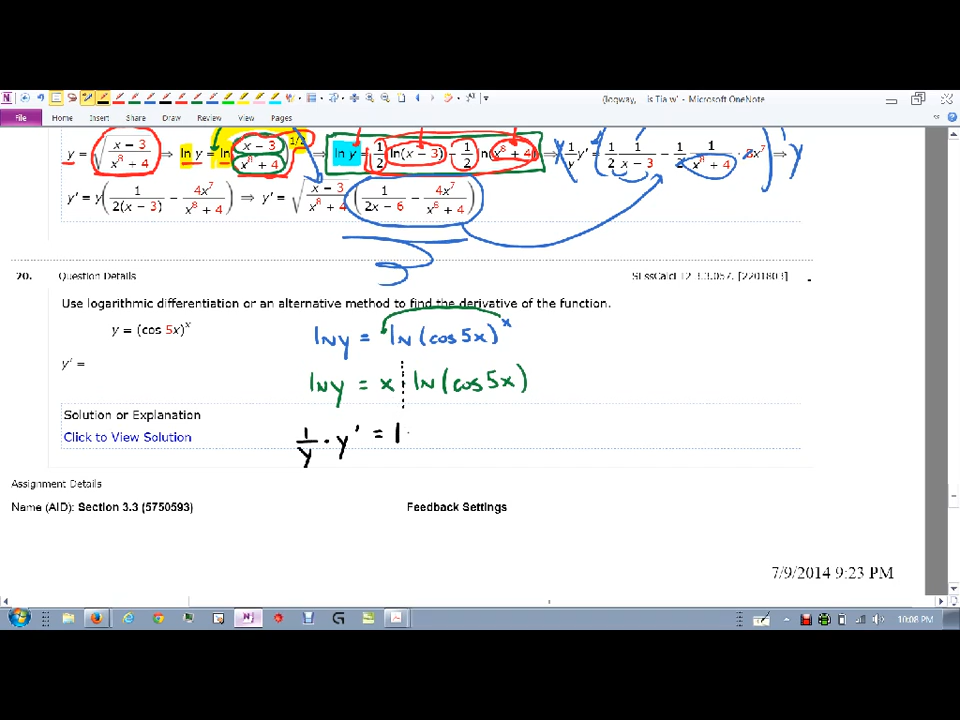 is Tia w' - Microsoft OneNote
File Home Insert Share Draw Review View Pages
y = √((x − 3)/(x⁸ + 4)) ⇒ ln y = ln((x − 3)/(x⁸ + 4))^1/2 ⇒ ln y = 1/2 ln(x − 3) − 1/2 ln(x⁸ + 4) ⇒ 1/y y' = 1/2 1/(x − 3) − 1/2 1/(x⁸ + 4) · 8x⁷ ⇒
y' = y(1/(2(x − 3)) − 4x⁷/(x⁸ + 4)) ⇒ y' = √((x − 3)/(x⁸ + 4)) (1/(2x − 6) − 4x⁷/(x⁸ + 4))
20. Question Details
Use logarithmic differentiation or an alternative method to find the derivative of the function.
y = (cos 5x)ˣ
ln y = ln (cos 5x)ˣ
y' =
ln y = x ln (cos 5x)
Solution or Explanation
Click to View Solution
1/y · y' = 1·
Assignment Details
Name (AID): Section 3.3 (5750593) Feedback Settings
7/9/2014 9:23 PM
10:08 PM